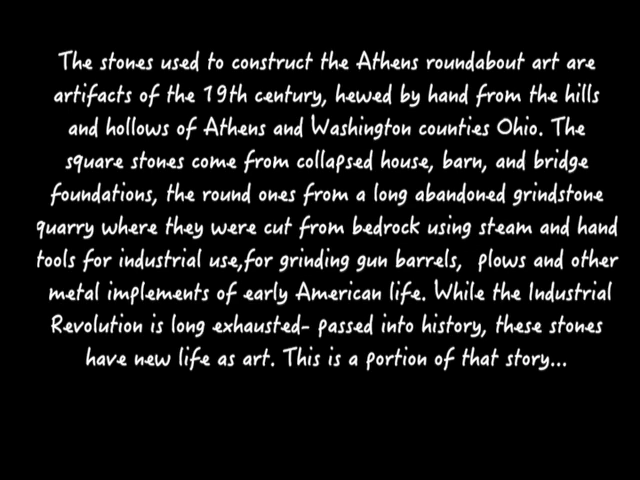 The stones used to construct the Athens roundabout art are
artifacts of the 19th century, hewed by hand from the hills
and hollows of Athens and Washington counties Ohio. The
square stones come from collapsed house, barn, and bridge
foundations, the round ones from a long abandoned grindstone
quarry where they were cut from bedrock using steam and hand
tools for industrial use,for grinding gun barrels,  plows and other
metal implements of early American life. While the Industrial
Revolution is long exhausted- passed into history, these stones
have new life as art. This is a portion of that story...